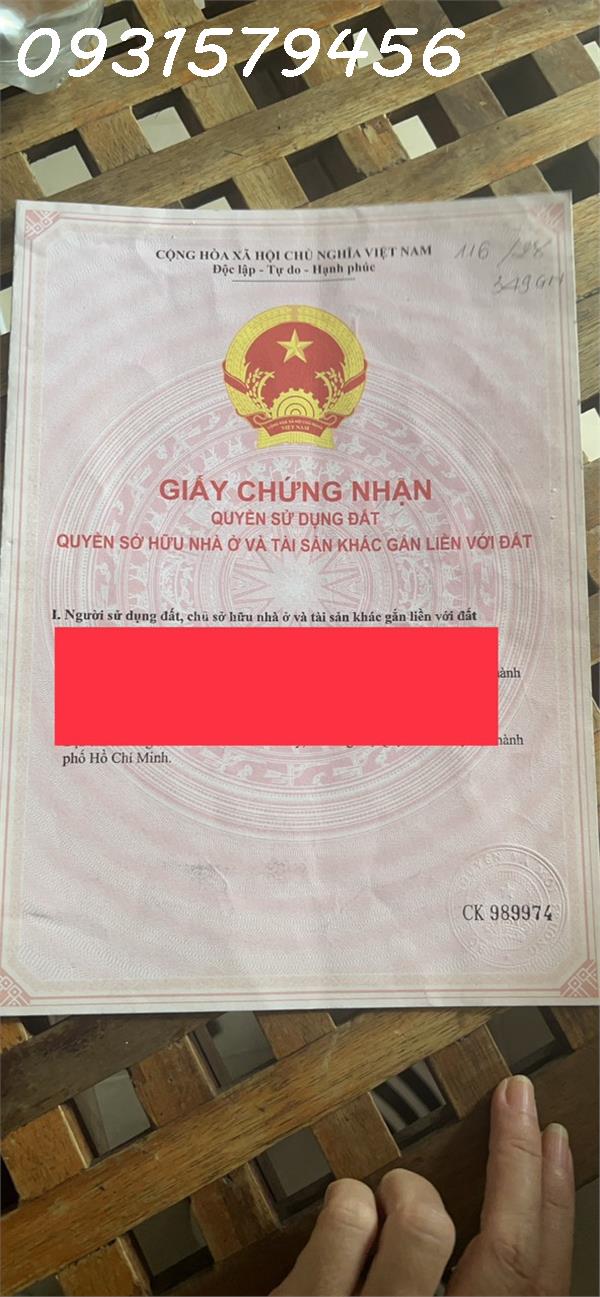 0931579456
CỘNG HÒA XÃ HỘI CHỦ NGHĨA VIỆT NAM
Độc lập - Tự do - Hạnh phúc
116
VIỆT NAM
GIẤY CHỨNG NHẬN
QUYỀN SỬ DỤNG ĐẤT
QUYỀN SỞ HỮU NHÀ Ở VÀ TÀI SẢN KHÁC GẮN LIỀN VỚI ĐẤT
I. Người sử dụng đất, chủ sở hữu nhà ở và tài sản khác gắn liền với đất
phố Hồ Chí Minh.
CK 989974